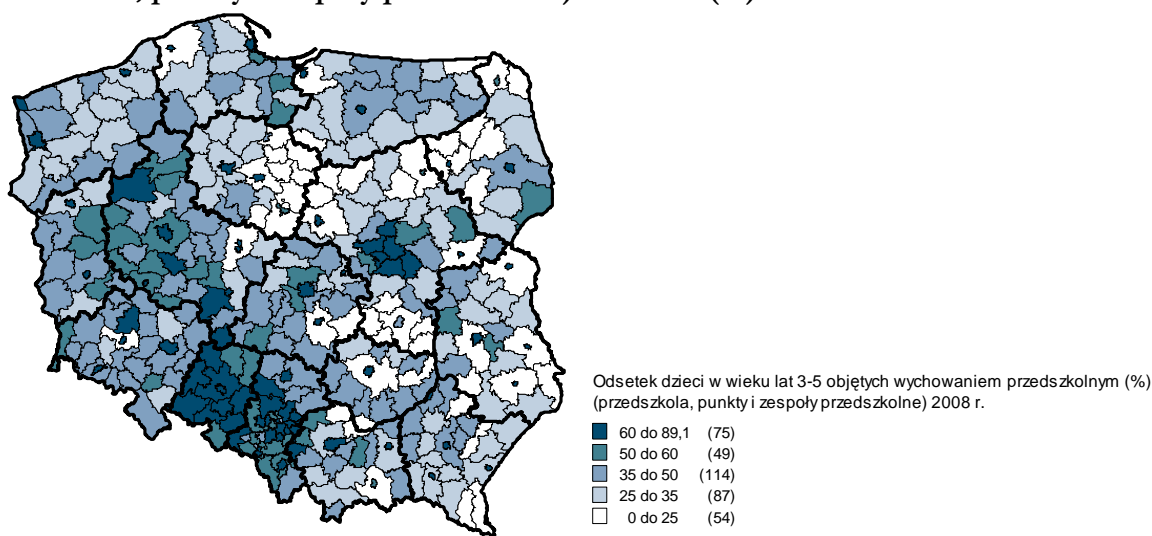 Odsetek dzieci w wieku lat 3-5 objętych wychowaniem przedszkolnym (%)
(przedszkola, punkty i zespoły przedszkolne) 2008 r.
60 do 89,1 (75)
50 do 60 (49)
35 do 50 (114)
25 do 35 (87)
0 do 25 (54)